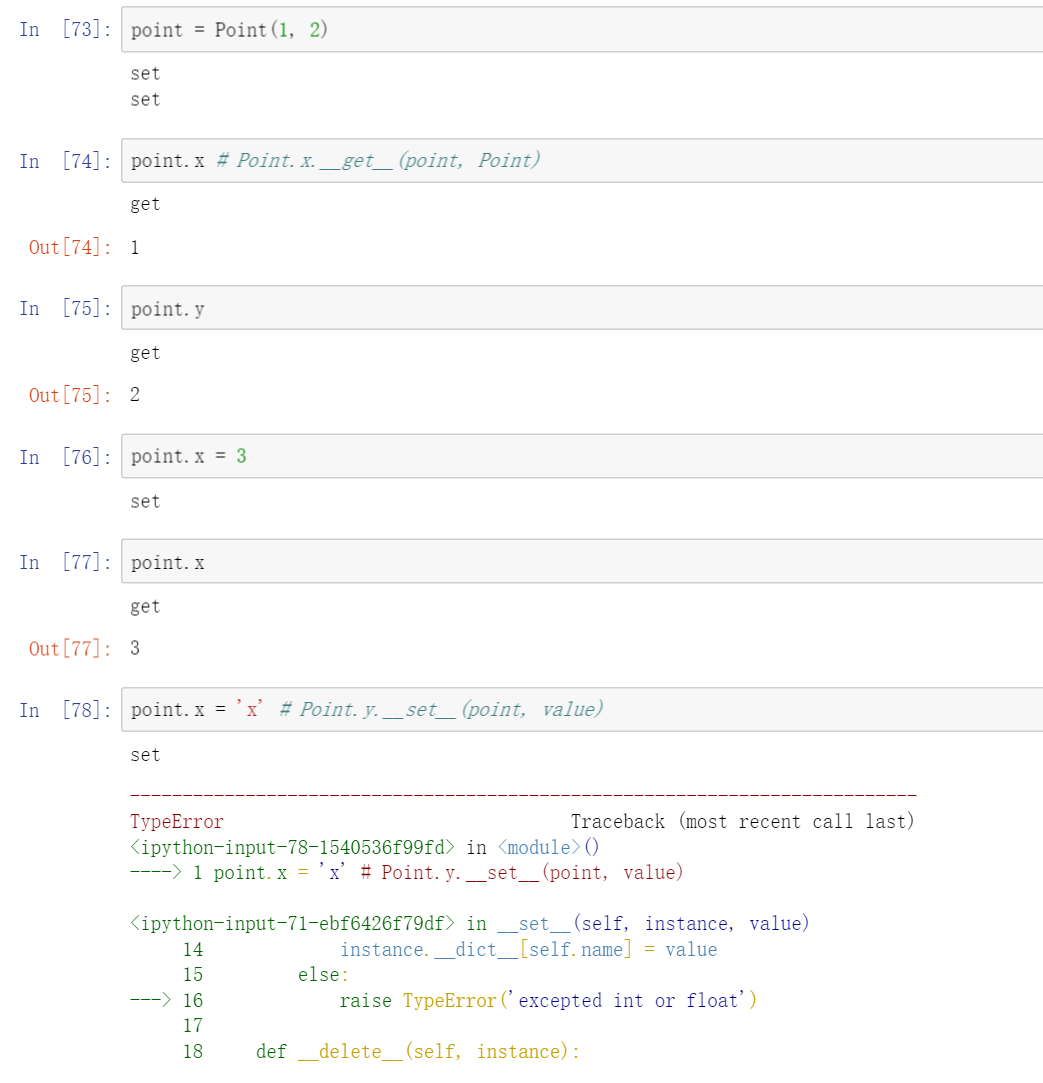 In [73]: point = Point(1, 2)
set
set
In [74]: point.x # Point.x.__get__(point, Point)
get
Out[74]: 1
In [75]: point.y
get
Out[75]: 2
In [76]: point.x = 3
set
In [77]: point.x
get
Out[77]: 3
In [78]: point.x = 'x' # Point.y.__set__(point, value)
set
---------------------------------------------------------------------------
TypeError                                 Traceback (most recent call last)
<ipython-input-78-1540536f99fd> in <module>()
----> 1 point.x = 'x' # Point.y.__set__(point, value)
<ipython-input-71-ebf6426f79df> in __set__(self, instance, value)
     14             instance.__dict__[self.name] = value
     15         else:
---> 16             raise TypeError('excepted int or float')
     17
     18     def __delete__(self, instance):